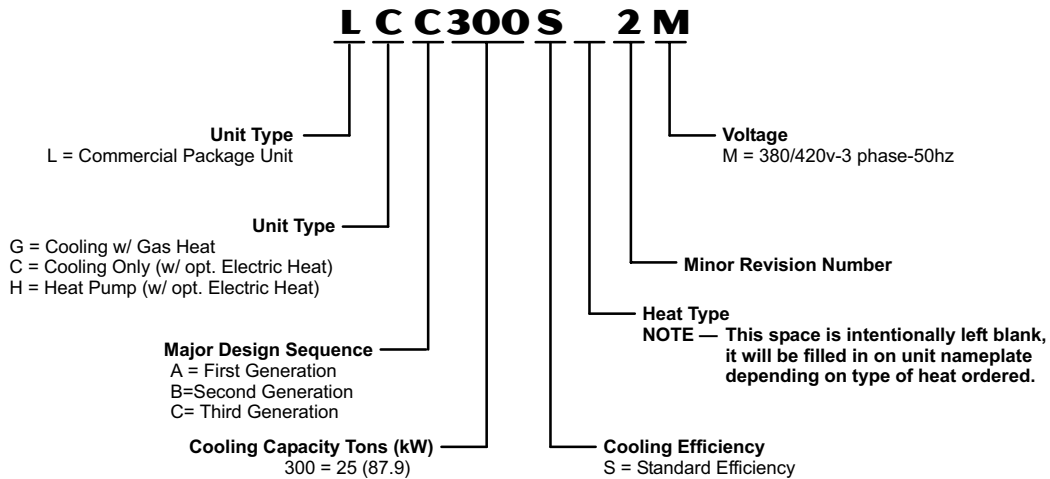 L C C 300 S 2 M
Unit Type
L = Commercial Package Unit
Voltage
M = 380/420v-3 phase-50hz
Unit Type
G = Cooling w/ Gas Heat
C = Cooling Only (w/ opt. Electric Heat)
H = Heat Pump (w/ opt. Electric Heat)
Minor Revision Number
Heat Type
NOTE — This space is intentionally left blank,
it will be filled in on unit nameplate
depending on type of heat ordered.
Major Design Sequence
A = First Generation
B=Second Generation
C= Third Generation
Cooling Capacity Tons (kW)
300 = 25 (87.9)
Cooling Efficiency
S = Standard Efficiency